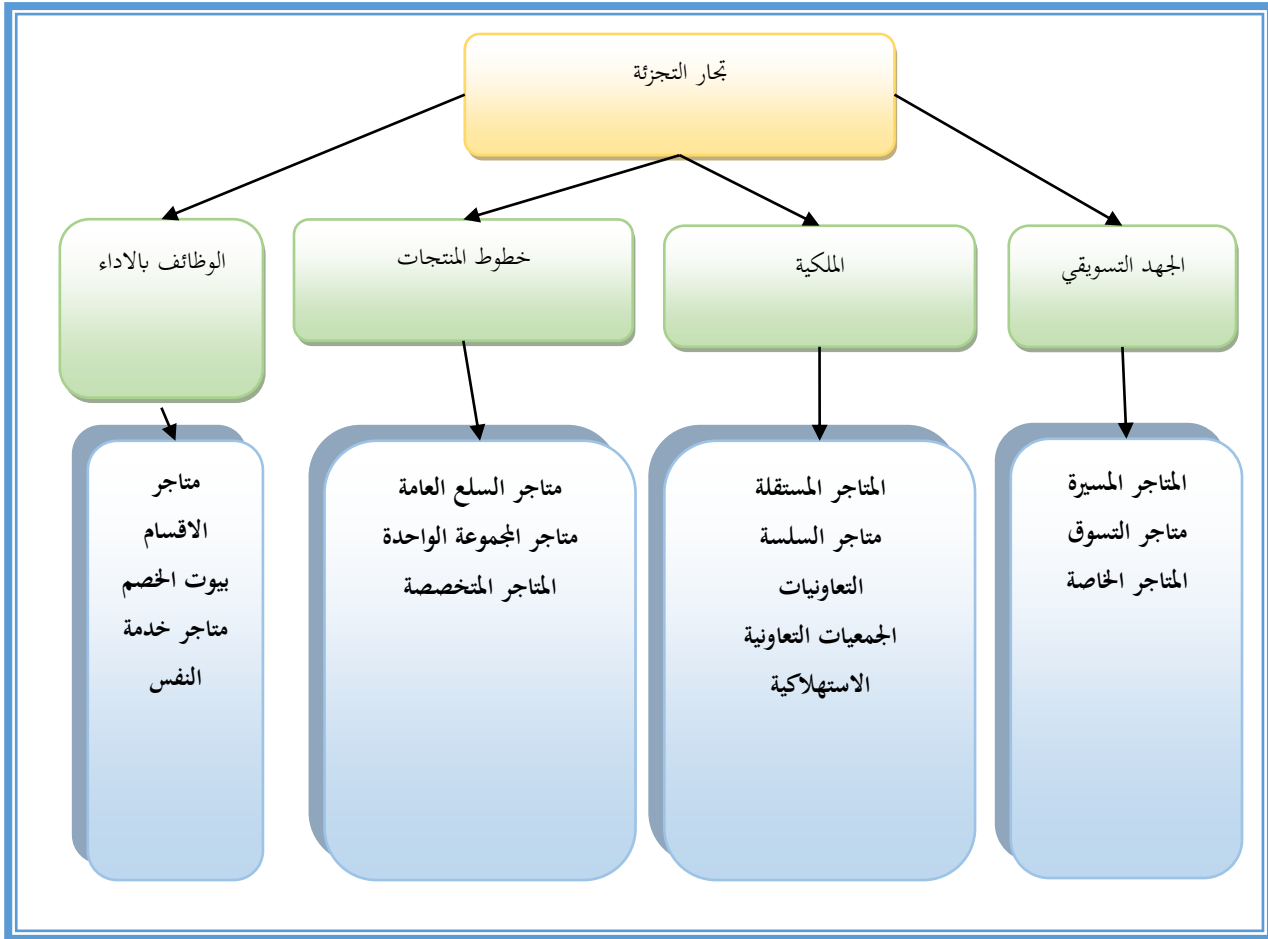 تجار التجزئة
الجهد التسويقي
الملكية
خطوط المنتجات
الوظائف بالاداء
المتاجر المسيرة
متاجر التسوق
المتاجر الخاصة
المتاجر المستقلة
متاجر السلسة
التعاونيات
الجمعيات التعاونية
الاستهلاكية
متاجر السلع العامة
متاجر المجموعة الواحدة
المتاجر المتخصصة
متاجر
الاقسام
بيوت الخصم
متاجر خدمة
النفس